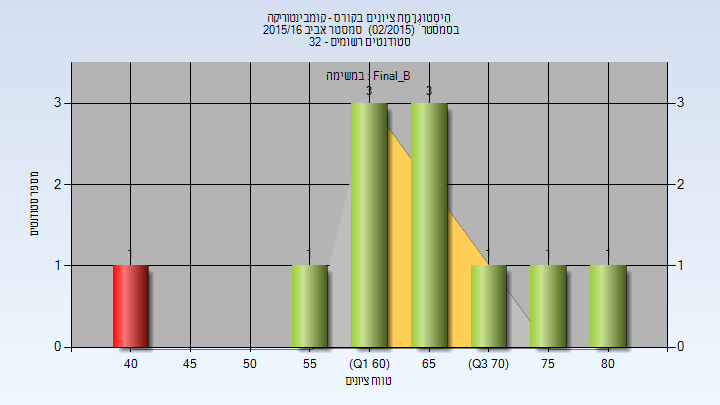 היסטוגרמת ציונים בקורס - קומבינטוריקה
בסמסטר (02/2015) סמסטר אביב 2015/16
סטודנטים רשומים - 32
במשימה : Final_B
3 3
3 3
2 2
1 1 1 1 1
1 1
0 0
מספר סטודנטים
40 45 50 55 (Q1 60) 65 (Q3 70) 75 80
טווח ציונים